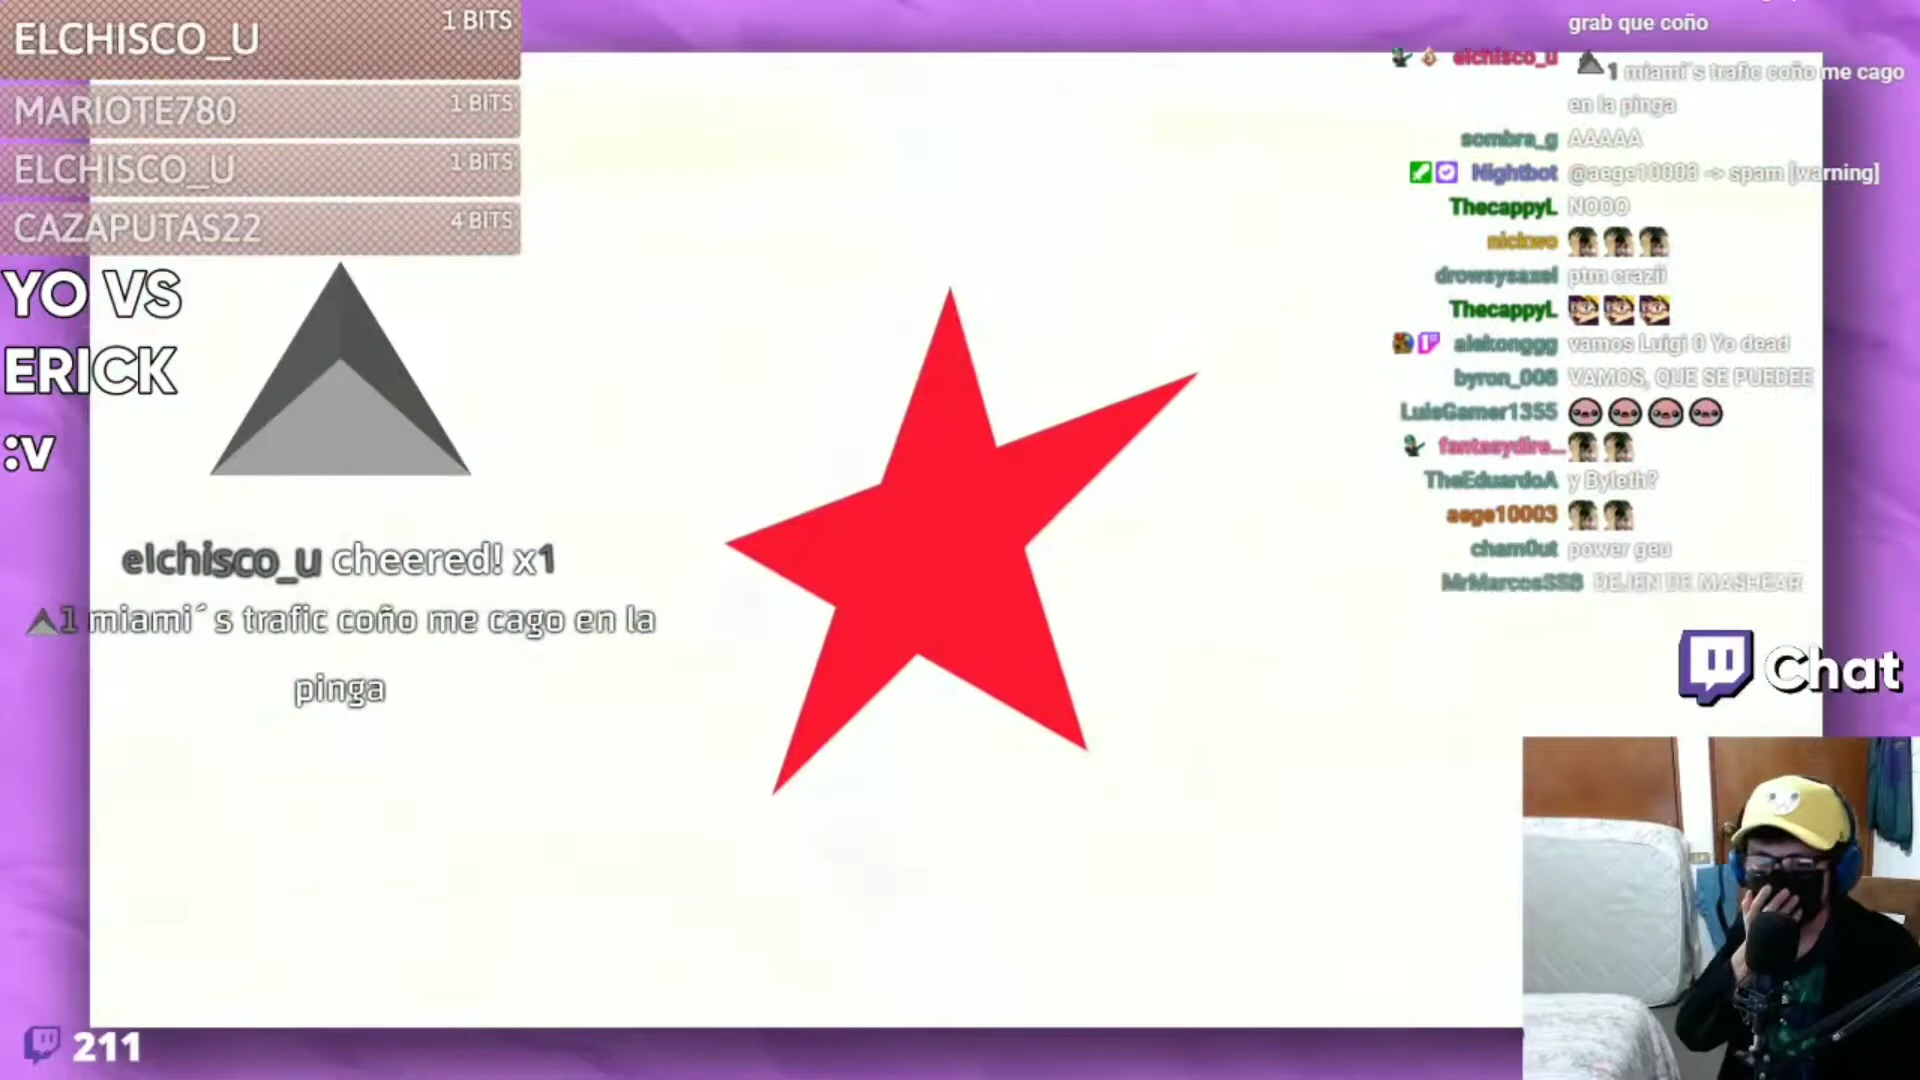 ELCHISCO_U 1 BITS
MARIOTE780 1 BITS
ELCHISCO_U 1 BITS
CAZAPUTAS22 4 BITS
YO VS
ERICK
:v
elchisco_u cheered! x1
1 miami´s trafic coño me cago en la
pinga
211
grab que coño
elchisco_u 1 miami´s trafic coño me cago
en la pinga
sombra_g AAAAA
Nightbot @aege10003 -> spam [warning]
ThecappyL NOOO
nickwo
drowsysaxel ptm crazii
ThecappyL
alekonggg vamos Luigi 0 Yo dead
byron_008 VAMOS, QUE SE PUEDEE
LuisGamer1355
fantasydire...
TheEduardoA y Byleth?
aege10003
cham0ut power geu
MrMarcosSSB DEJEN DE MASHEAR
Chat